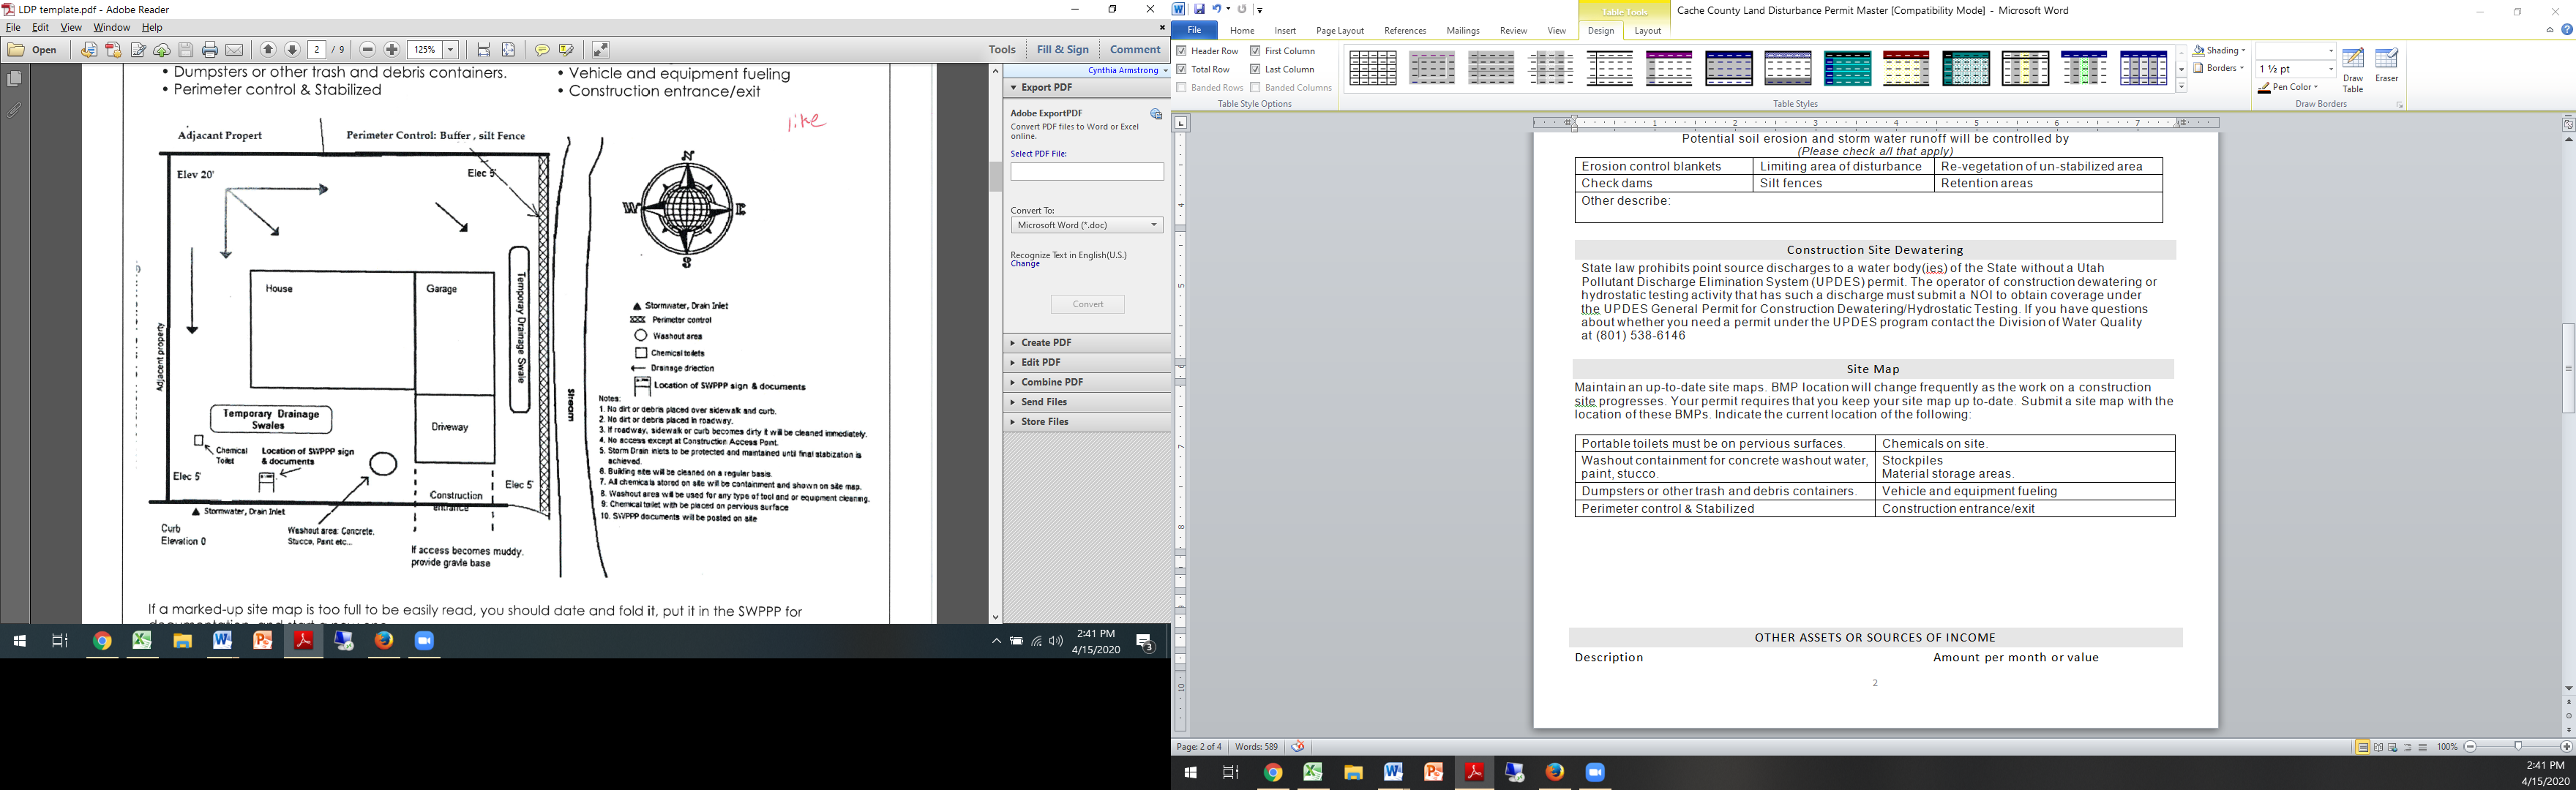 LDP template.pdf - Adobe Reader
File Edit View Window Help
Open 2 / 9 125% Tools Fill & Sign Comment
• Dumpsters or other trash and debris containers.
• Perimeter control & Stabilized
• Vehicle and equipment fueling
• Construction entrance/exit
like
Adjacant Propert
Perimeter Control: Buffer , silt Fence
Elev 20'
Elec 5'
N
W
E
S
House
Garage
Temporary Drainage Swale
Adjacent property
Stream
Stormwater, Drain Inlet
Perimeter control
Washout area
Chemical toilets
Drainage driection
Location of SWPPP sign & documents
Notes:
1. No dirt or debris placed over sidewalk and curb.
2. No dirt or debris placed in roadway.
3. If roadway, sidewalk or curb becomes dirty it will be cleaned immediately.
4. No access except at Construction Access Point.
5. Storm Drain inlets to be protected and maintained until final stabization is
achieved.
6. Building site will be cleaned on a regular basis.
7. All chemicals stored on site will be containment and shown on site map.
8. Washout area will be used for any type of tool and or equipment cleaning.
9. Chemical toilet with be placed on pervious surface
10. SWPPP documents will be posted on site
Temporary Drainage
Swales
Driveway
Chemical
Toilet
Location of SWPPP sign
& documents
Elec 5'
Elec 5'
Construction
entrance
Stormwater, Drain Inlet
Curb
Elevation 0
Washout area: Concrete,
Stucco, Paint etc...
If access becomes muddy,
provide gravle base
If a marked-up site map is too full to be easily read, you should date and fold it, put it in the SWPPP for
Cynthia Armstrong
Export PDF
Adobe ExportPDF
Convert PDF files to Word or Excel
online.
Select PDF File:
Convert To:
Microsoft Word (*.doc)
Recognize Text in English(U.S.)
Change
Convert
Create PDF
Edit PDF
Combine PDF
Send Files
Store Files
2:41 PM
4/15/2020
3
Table Tools
Cache County Land Disturbance Permit Master [Compatibility Mode] - Microsoft Word
File Home Insert Page Layout References Mailings Review View Design Layout
Header Row First Column
Total Row Last Column
Banded Rows Banded Columns
Table Style Options
Table Styles
Shading
Borders
1 ½ pt
Pen Color
Draw
Table
Eraser
Draw Borders
1 2 3 4 5 6 7
Potential soil erosion and storm water runoff will be controlled by
(Please check a/l that apply)
Erosion control blankets Limiting area of disturbance Re-vegetation of un-stabilized area
Check dams Silt fences Retention areas
Other describe:
Construction Site Dewatering
State law prohibits point source discharges to a water body(ies) of the State without a Utah
Pollutant Discharge Elimination System (UPDES) permit. The operator of construction dewatering or
hydrostatic testing activity that has such a discharge must submit a NOI to obtain coverage under
the UPDES General Permit for Construction Dewatering/Hydrostatic Testing. If you have questions
about whether you need a permit under the UPDES program contact the Division of Water Quality
at (801) 538-6146
Site Map
Maintain an up-to-date site maps. BMP location will change frequently as the work on a construction
site progresses. Your permit requires that you keep your site map up to-date. Submit a site map with the
location of these BMPs. Indicate the current location of the following:
Portable toilets must be on pervious surfaces. Chemicals on site.
Washout containment for concrete washout water, Stockpiles
paint, stucco. Material storage areas.
Dumpsters or other trash and debris containers. Vehicle and equipment fueling
Perimeter control & Stabilized Construction entrance/exit
OTHER ASSETS OR SOURCES OF INCOME
Description Amount per month or value
2
Page: 2 of 4 Words: 589 100%
2:41 PM
4/15/2020